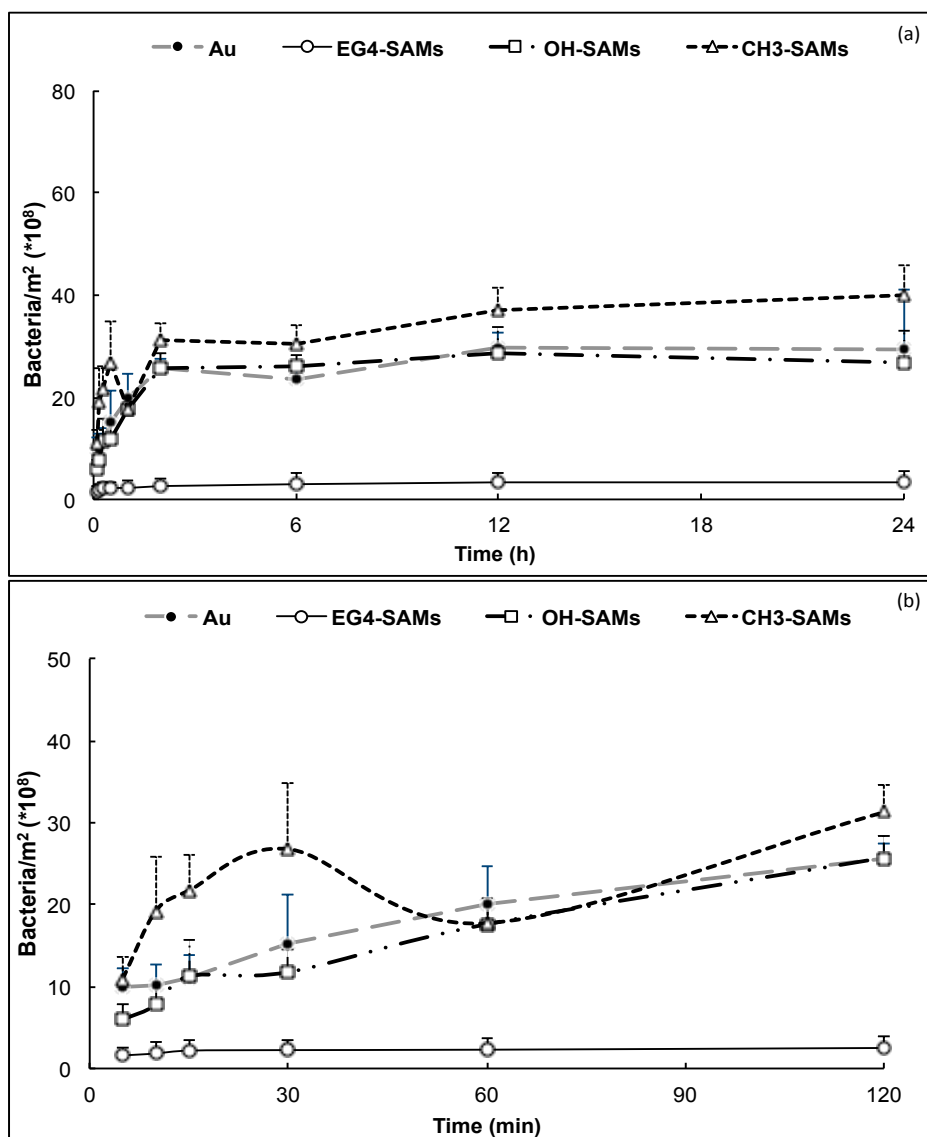 (a)
Au EG4-SAMs OH-SAMs CH3-SAMs
80
60
40
20
0
Bacteria/m² (*10⁸)
0 6 12 18 24
Time (h)
(b)
Au EG4-SAMs OH-SAMs CH3-SAMs
50
40
30
20
10
0
Bacteria/m² (*10⁸)
0 30 60 90 120
Time (min)